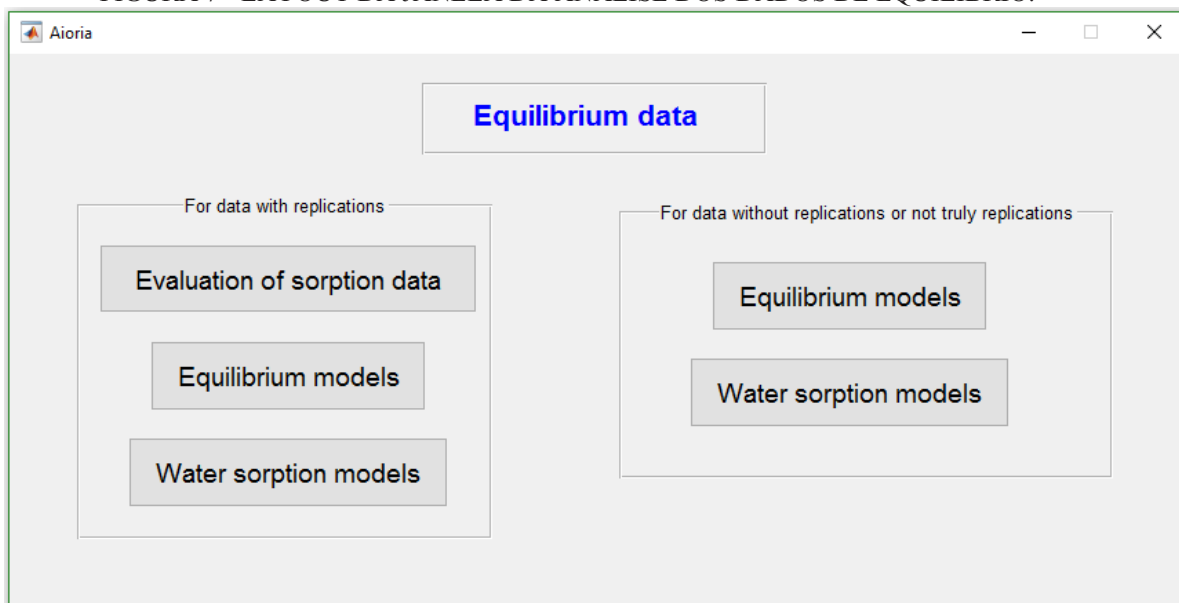 Aioria
Equilibrium data
For data with replications
Evaluation of sorption data
Equilibrium models
Water sorption models
For data without replications or not truly replications
Equilibrium models
Water sorption models